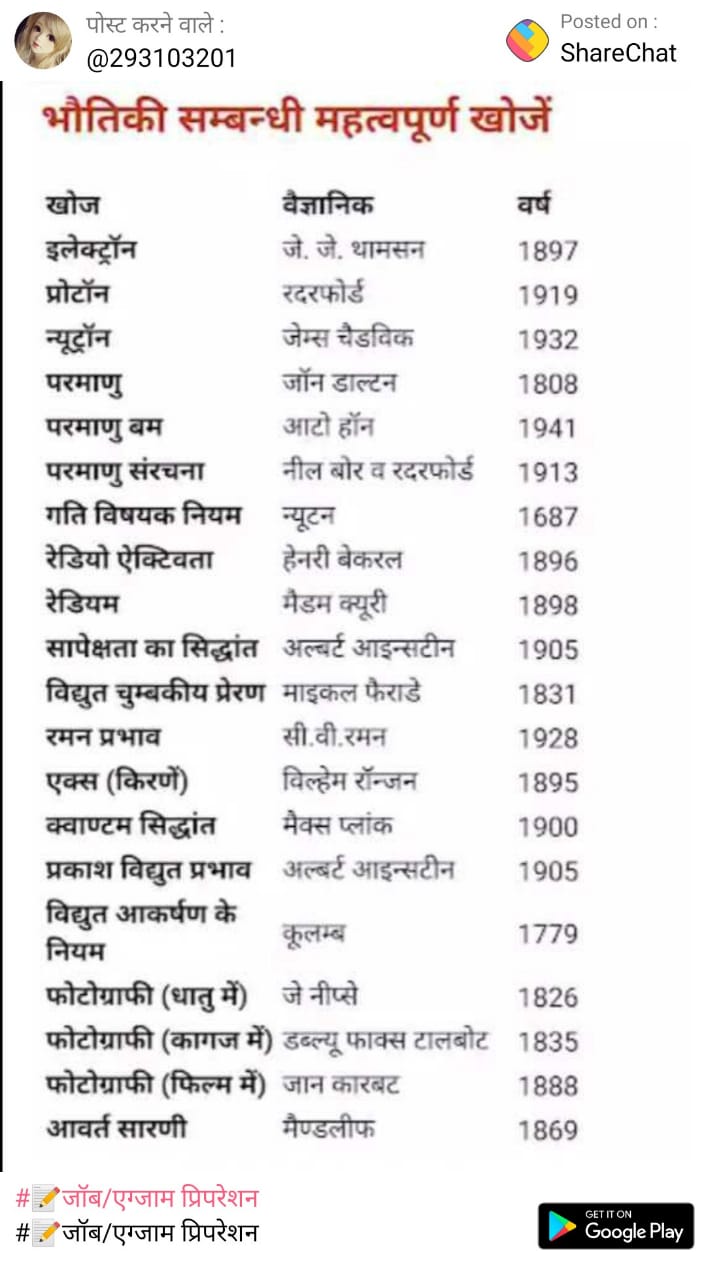 पोस्ट करने वाले :
@293103201
Posted on :
ShareChat
भौतिकी सम्बन्धी महत्वपूर्ण खोजें
खोज वैज्ञानिक वर्ष
इलेक्ट्रॉन जे. जे. थामसन 1897
प्रोटॉन रदरफोर्ड 1919
न्यूट्रॉन जेम्स चैडविक 1932
परमाणु जॉन डाल्टन 1808
परमाणु बम आटो हॉन 1941
परमाणु संरचना नील बोर व रदरफोर्ड 1913
गति विषयक नियम न्यूटन 1687
रेडियो ऐक्टिवता हेनरी बेकरल 1896
रेडियम मैडम क्यूरी 1898
सापेक्षता का सिद्धांत अल्बर्ट आइन्सटीन 1905
विद्युत चुम्बकीय प्रेरण माइकल फैराडे 1831
रमन प्रभाव सी.वी.रमन 1928
एक्स (किरणें) विल्हेम रॉन्जन 1895
क्वाण्टम सिद्धांत मैक्स प्लांक 1900
प्रकाश विद्युत प्रभाव अल्बर्ट आइन्सटीन 1905
विद्युत आकर्षण के
नियम कूलम्ब 1779
फोटोग्राफी (धातु में) जे नीप्से 1826
फोटोग्राफी (कागज में) डब्ल्यू फाक्स टालबोट 1835
फोटोग्राफी (फिल्म में) जान कारबट 1888
आवर्त सारणी मैण्डलीफ 1869
#📝जॉब/एग्जाम प्रिपरेशन
#📝जॉब/एग्जाम प्रिपरेशन
GET IT ON
Google Play